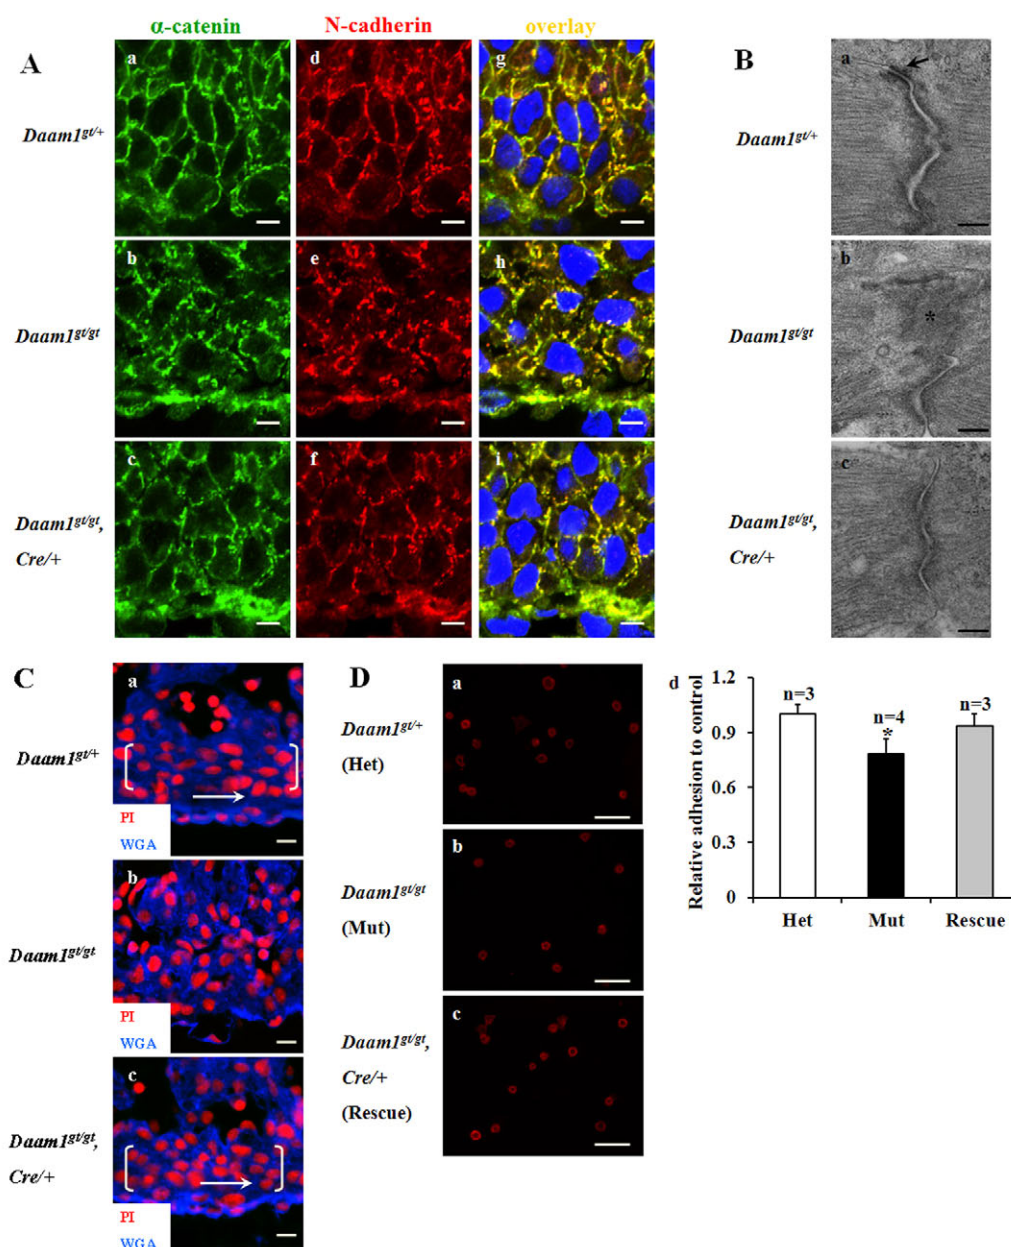 α-catenin N-cadherin overlay
A
a d g
Daam1gt/+
b e h
Daam1gt/gt
c f i
Daam1gt/gt,
Cre/+
B
a
Daam1gt/+
b
*
Daam1gt/gt
c
Daam1gt/gt,
Cre/+
C
a
Daam1gt/+
PI
WGA
b
Daam1gt/gt
PI
WGA
c
Daam1gt/gt,
Cre/+
PI
WGA
D
a
Daam1gt/+
(Het)
b
Daam1gt/gt
(Mut)
c
Daam1gt/gt,
Cre/+
(Rescue)
d
Relative adhesion to control
1.2
0.9
0.6
0.3
0
n=3
n=4
*
n=3
Het Mut Rescue